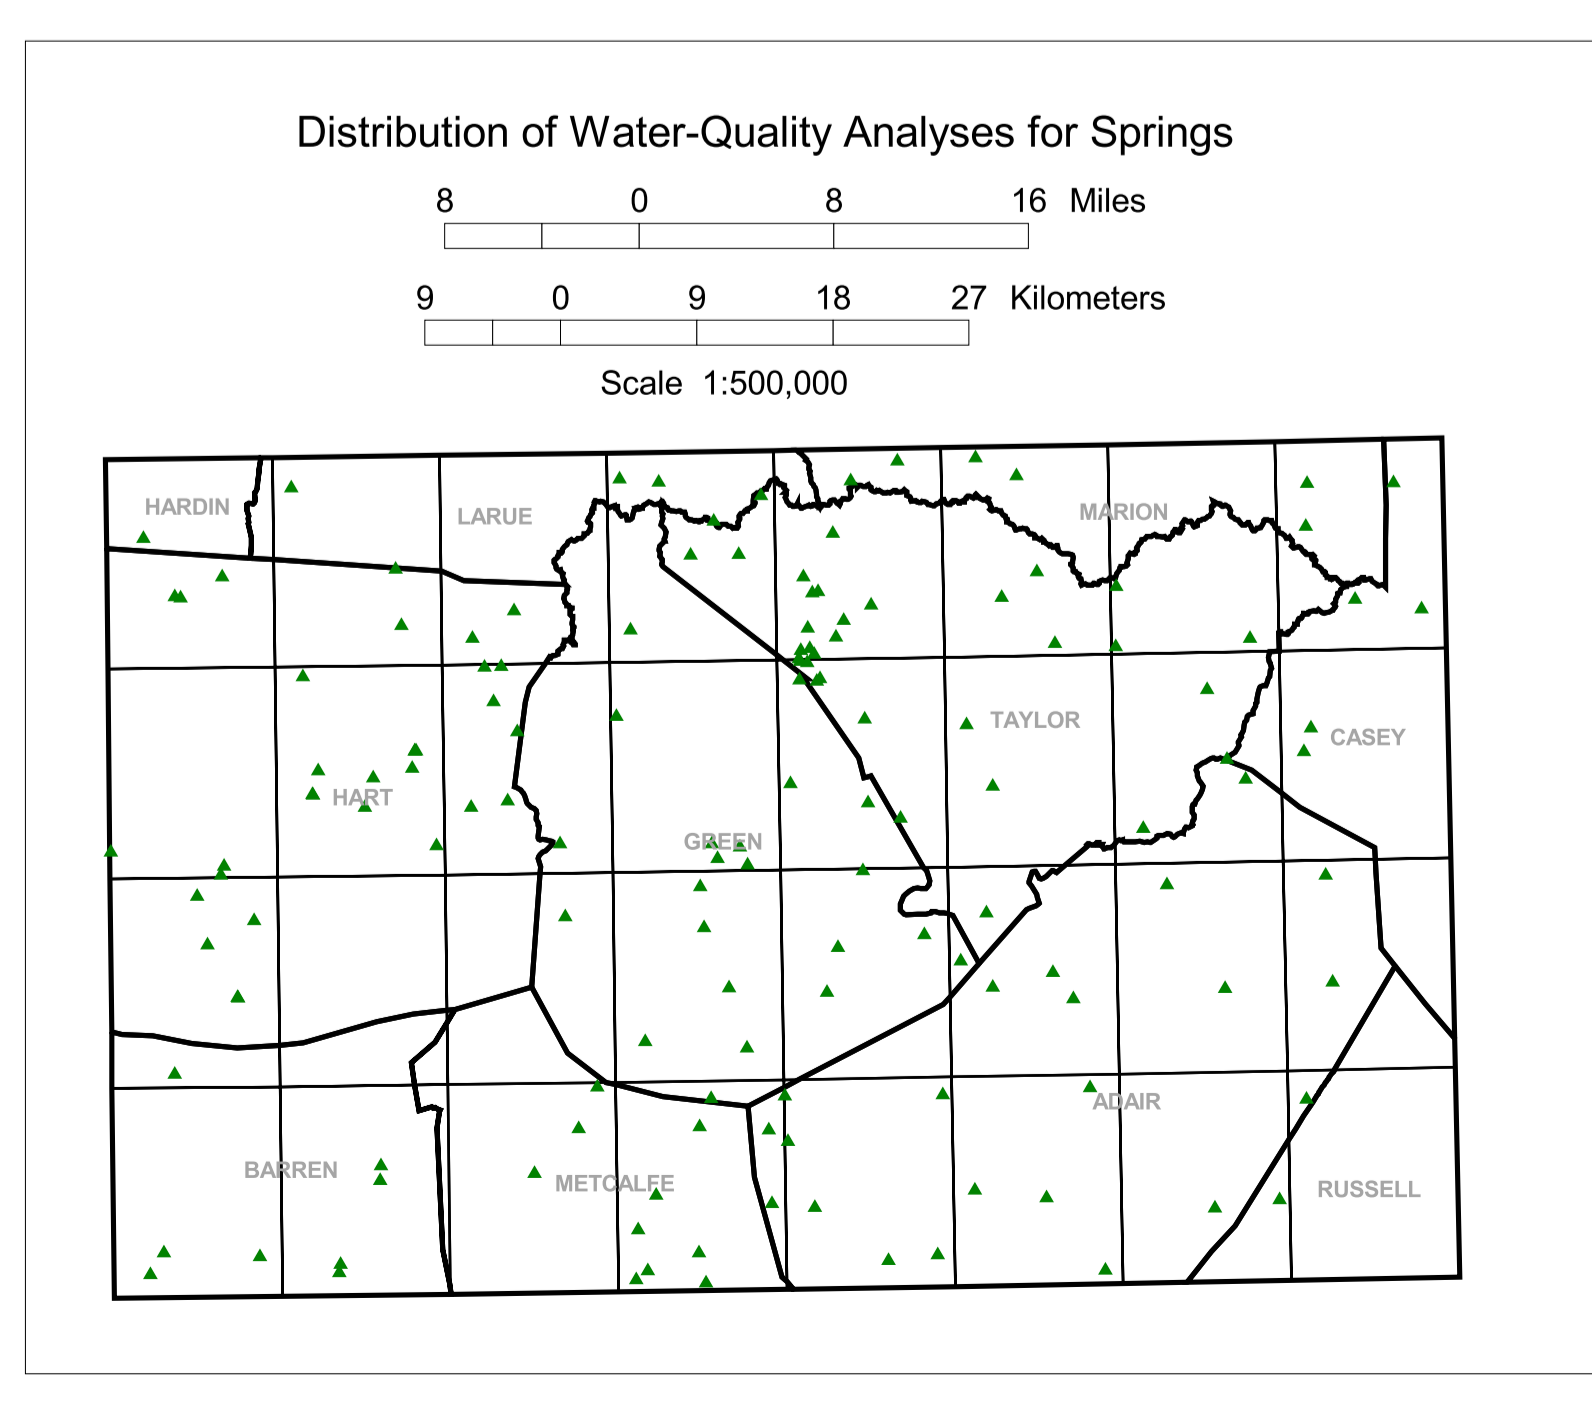 Distribution of Water-Quality Analyses for Springs
8 0 8 16 Miles
9 0 9 18 27 Kilometers
Scale 1:500,000
HARDIN
LARUE
MARION
TAYLOR
CASEY
HART
GREEN
ADAIR
BARREN
METCALFE
RUSSELL